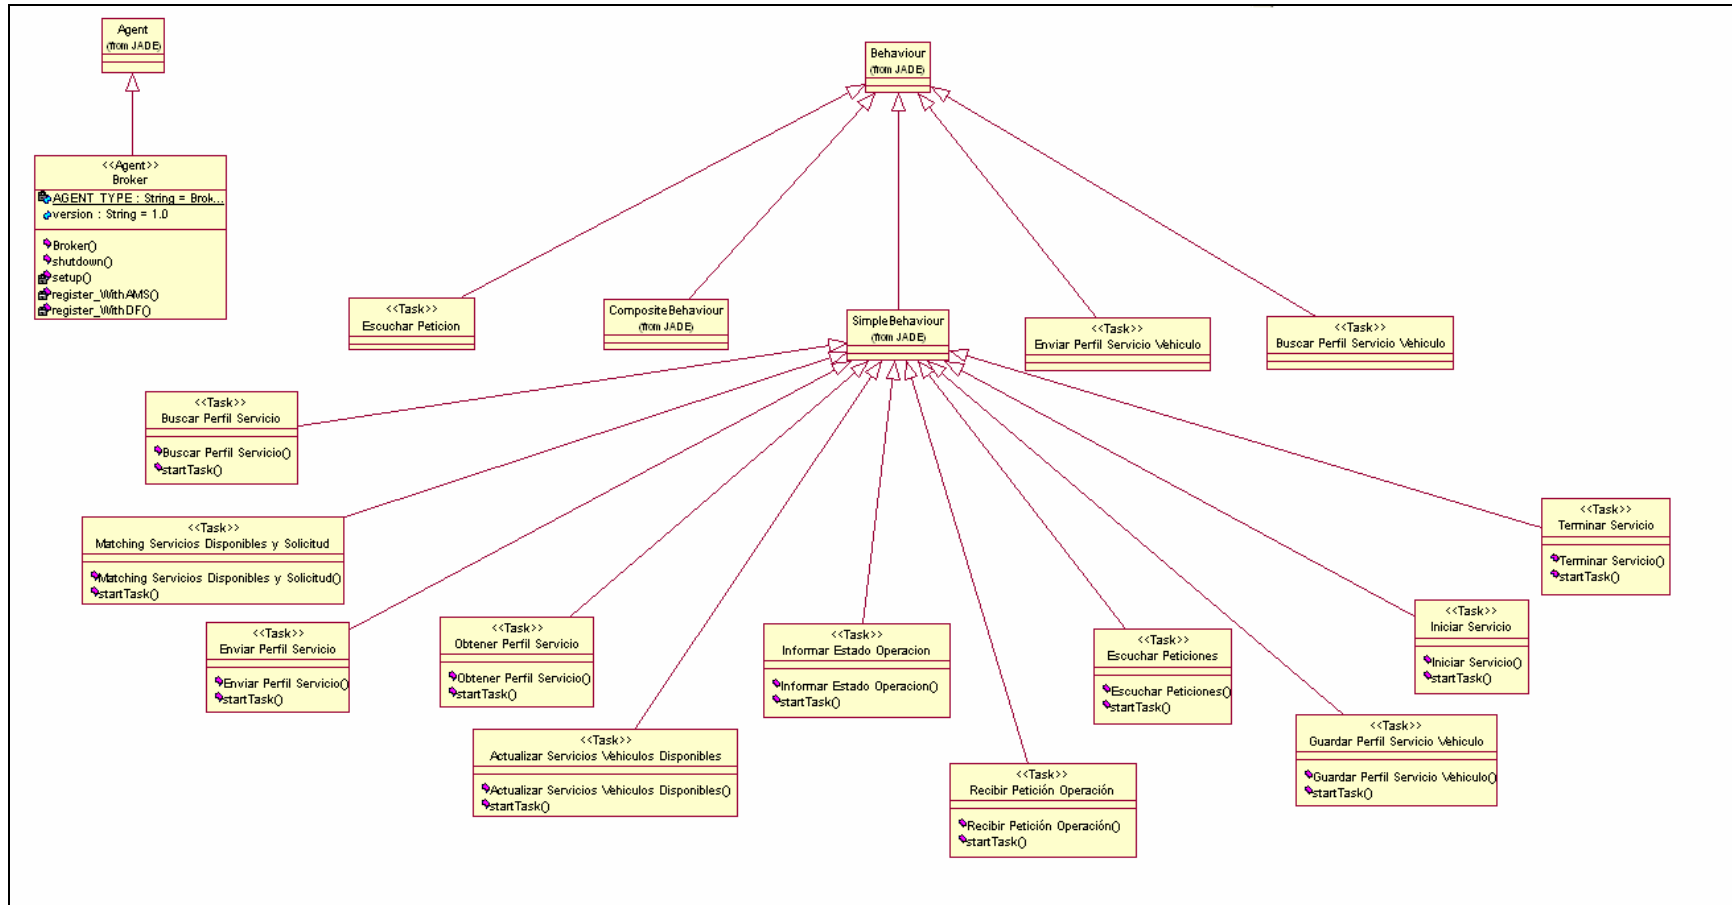 Agent
(from JADE)
<<Agent>>
Broker
AGENT_TYPE : String = Brok...
version : String = 1.0
Broker()
shutdown()
setup()
register_WithAMS()
register_WithDF()
Behaviour
(from JADE)
<<Task>>
Escuchar Peticion
CompositeBehaviour
(from JADE)
SimpleBehaviour
(from JADE)
<<Task>>
Enviar Perfil Servicio Vehiculo
<<Task>>
Buscar Perfil Servicio Vehiculo
<<Task>>
Buscar Perfil Servicio
Buscar Perfil Servicio()
startTask()
<<Task>>
Matching Servicios Disponibles y Solicitud
Matching Servicios Disponibles y Solicitud()
startTask()
<<Task>>
Enviar Perfil Servicio
Enviar Perfil Servicio()
startTask()
<<Task>>
Obtener Perfil Servicio
Obtener Perfil Servicio()
startTask()
<<Task>>
Actualizar Servicios Vehiculos Disponibles
Actualizar Servicios Vehiculos Disponibles()
startTask()
<<Task>>
Informar Estado Operacion
Informar Estado Operacion()
startTask()
<<Task>>
Recibir Petición Operación
Recibir Petición Operación()
startTask()
<<Task>>
Escuchar Peticiones
Escuchar Peticiones()
startTask()
<<Task>>
Guardar Perfil Servicio Vehiculo
Guardar Perfil Servicio Vehiculo()
startTask()
<<Task>>
Iniciar Servicio
Iniciar Servicio()
startTask()
<<Task>>
Terminar Servicio
Terminar Servicio()
startTask()